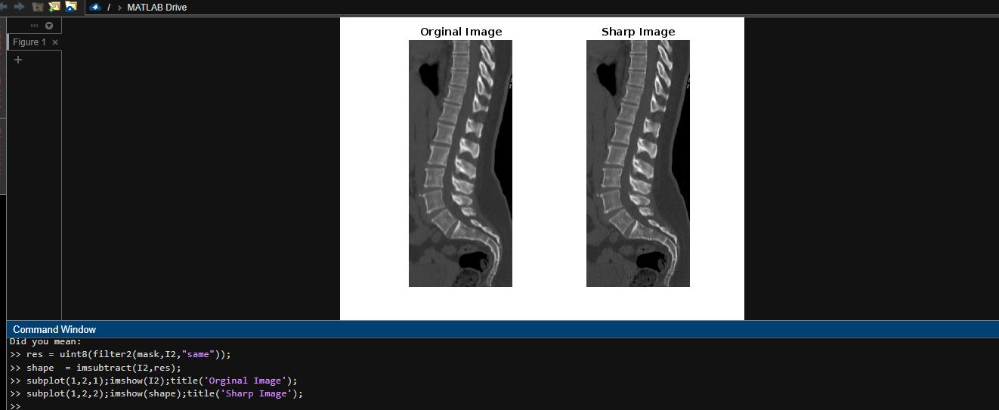 / > MATLAB Drive
Figure 1 ×
+
Orginal Image
Sharp Image
Command Window
Did you mean:
>> res = uint8(filter2(mask,I2,"same"));
>> shape  = imsubtract(I2,res);
>> subplot(1,2,1);imshow(I2);title('Orginal Image');
>> subplot(1,2,2);imshow(shape);title('Sharp Image');
>>